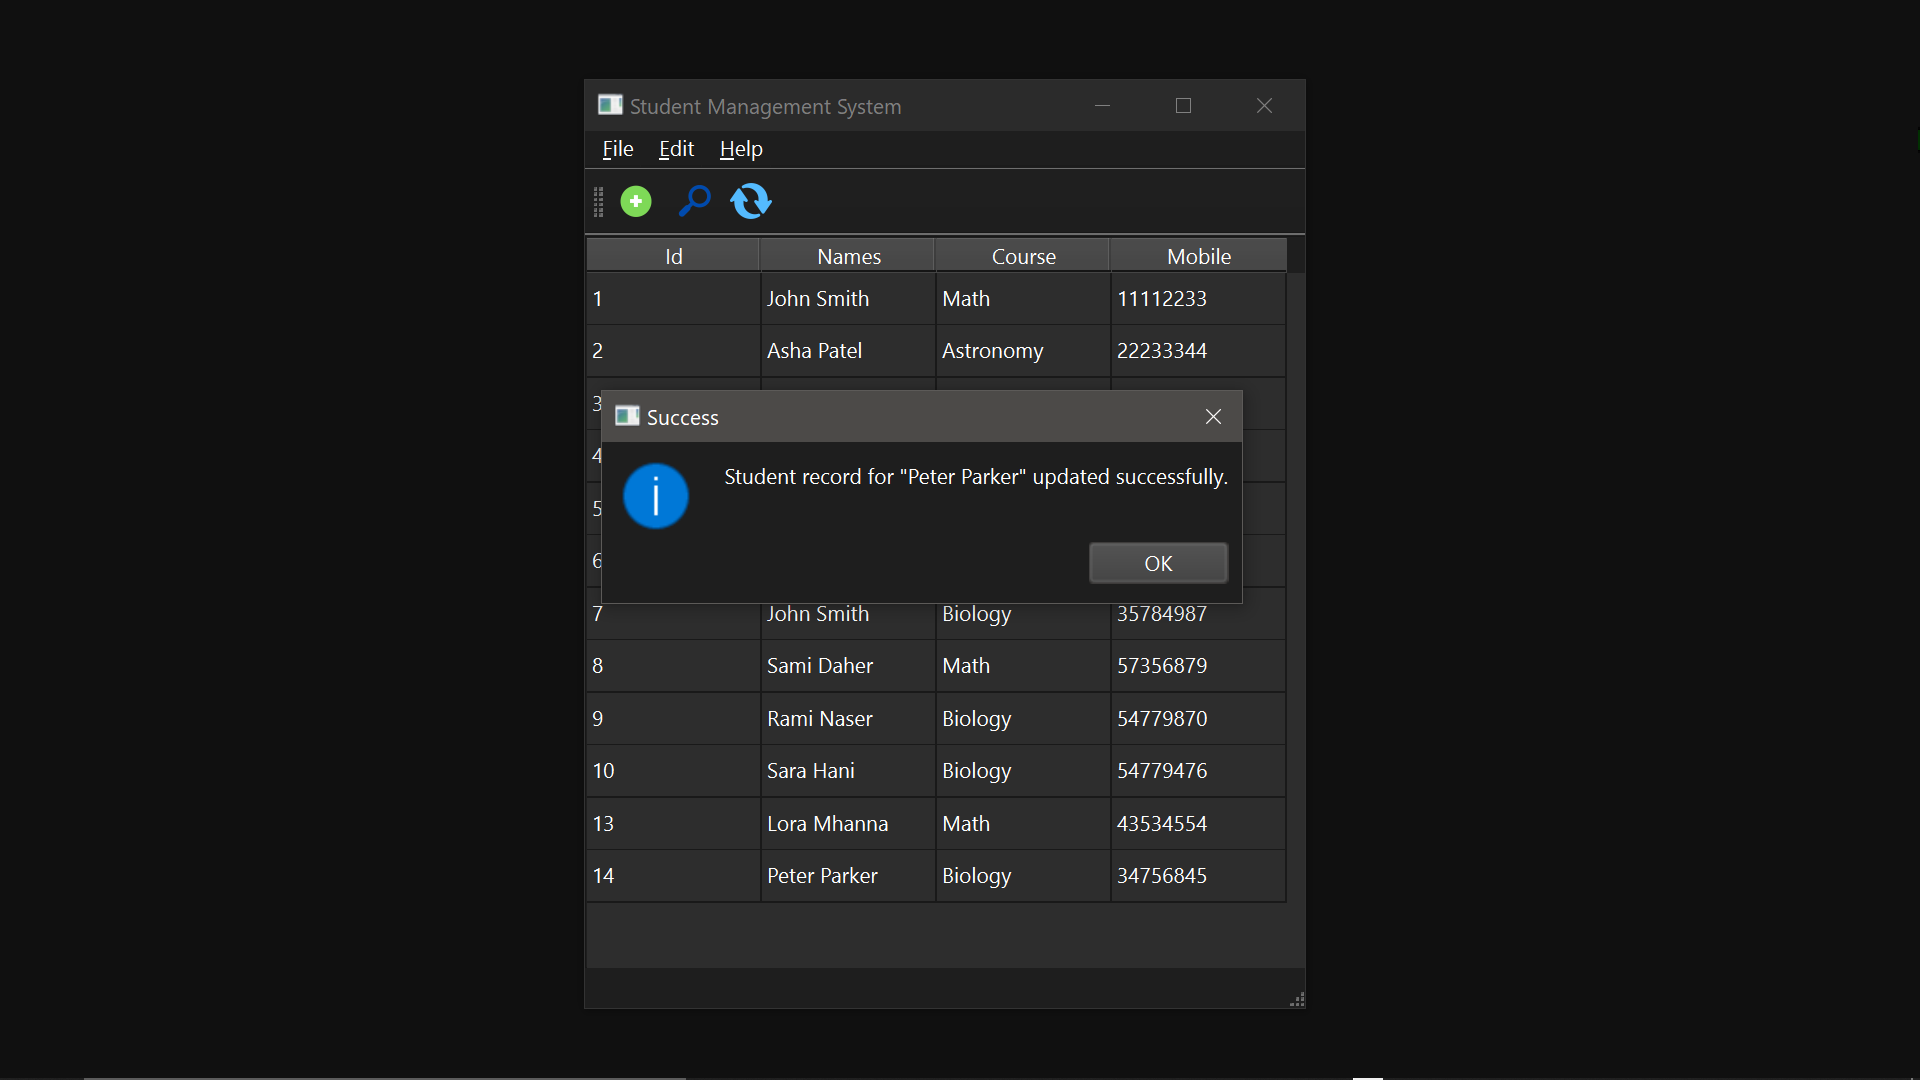 Student Management System
File Edit Help
Id Names Course Mobile
1 John Smith Math 11112233
2 Asha Patel Astronomy 22233344
3
Success
4
Student record for "Peter Parker" updated successfully.
5
6
OK
7 John Smith Biology 35784987
8 Sami Daher Math 57356879
9 Rami Naser Biology 54779870
10 Sara Hani Biology 54779476
13 Lora Mhanna Math 43534554
14 Peter Parker Biology 34756845